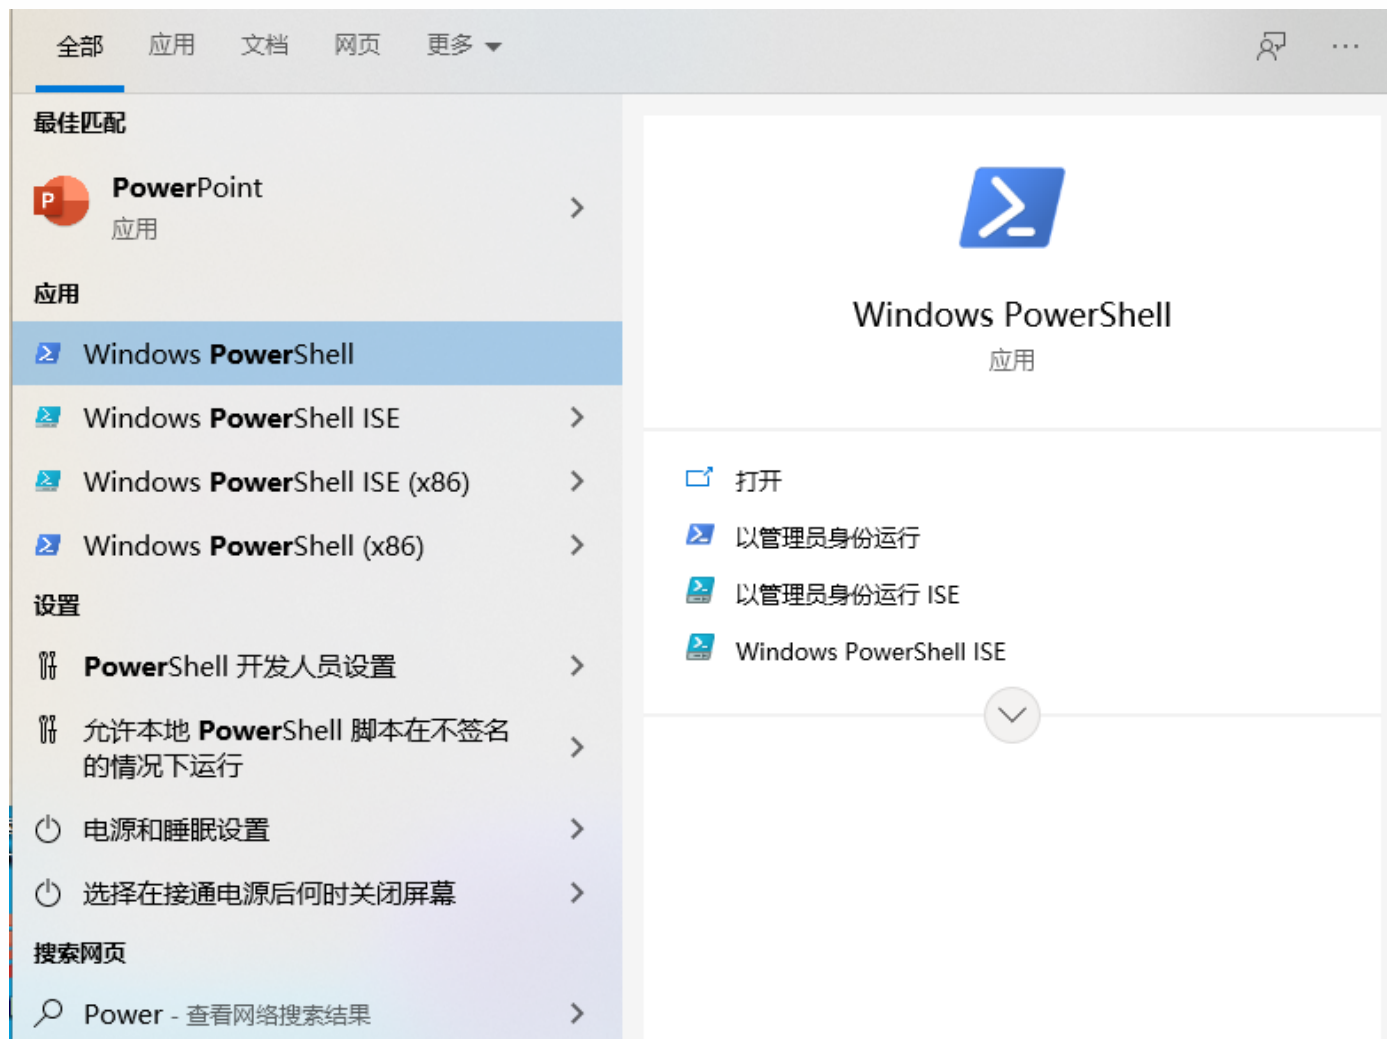 全部 应用 文档 网页 更多
最佳匹配
PowerPoint
应用
应用
Windows PowerShell
Windows PowerShell ISE
Windows PowerShell ISE (x86)
Windows PowerShell (x86)
设置
PowerShell 开发人员设置
允许本地 PowerShell 脚本在不签名
的情况下运行
电源和睡眠设置
选择在接通电源后何时关闭屏幕
搜索网页
Power - 查看网络搜索结果
Windows PowerShell
应用
打开
以管理员身份运行
以管理员身份运行 ISE
Windows PowerShell ISE